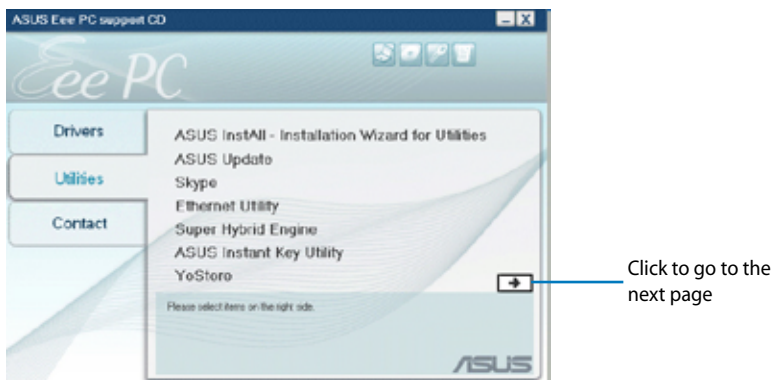 ASUS Eee PC support CD
Eee PC
Drivers
Utilities
Contact
ASUS InstAll - Installation Wizard for Utilities
ASUS Update
Skype
Ethernet Utility
Super Hybrid Engine
ASUS Instant Key Utility
YoStore
Please select items on the right side.
ASUS
Click to go to the
next page